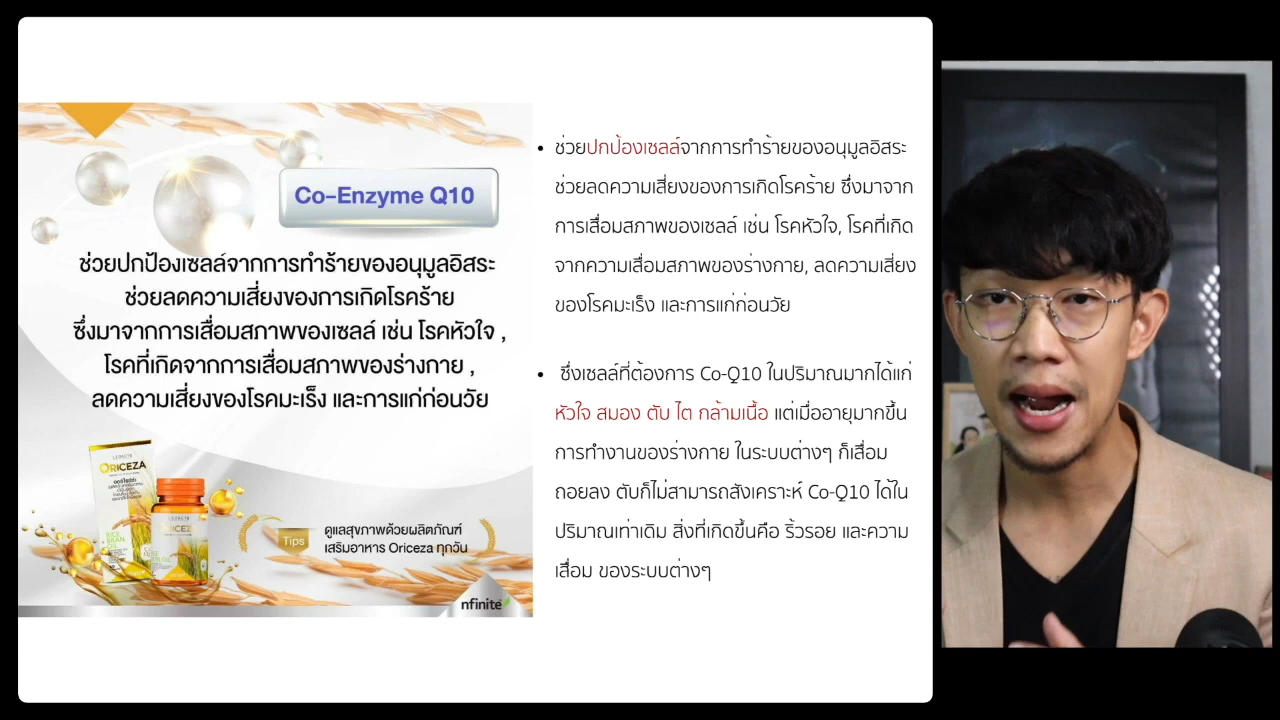 Co-Enzyme Q10
ช่วยปกป้องเซลล์จากการทำร้ายของอนุมูลอิสระ
ช่วยลดความเสี่ยงของการเกิดโรคร้าย
ซึ่งมาจากการเสื่อมสภาพของเซลล์ เช่น โรคหัวใจ ,
โรคที่เกิดจากการเสื่อมสภาพของร่างกาย ,
ลดความเสี่ยงของโรคมะเร็ง และการแก่ก่อนวัย
ORICEZA
ออริไซซ่า
ORICEZA
Tips
ดูแลสุขภาพด้วยผลิตภัณฑ์
เสริมอาหาร Oriceza ทุกวัน
nfinite
• ช่วยปกป้องเซลล์จากการทำร้ายของอนุมูลอิสระ
ช่วยลดความเสี่ยงของการเกิดโรคร้าย ซึ่งมาจาก
การเสื่อมสภาพของเซลล์ เช่น โรคหัวใจ, โรคที่เกิด
จากความเสื่อมสภาพของร่างกาย, ลดความเสี่ยง
ของโรคมะเร็ง และการแก่ก่อนวัย
• ซึ่งเซลล์ที่ต้องการ Co-Q10 ในปริมาณมากได้แก่
หัวใจ สมอง ตับ ไต กล้ามเนื้อ แต่เมื่ออายุมากขึ้น
การทำงานของร่างกาย ในระบบต่างๆ ก็เสื่อม
ถอยลง ตับก็ไม่สามารถสังเคราะห์ Co-Q10 ได้ใน
ปริมาณเท่าเดิม สิ่งที่เกิดขึ้นคือ ริ้วรอย และความ
เสื่อม ของระบบต่างๆ